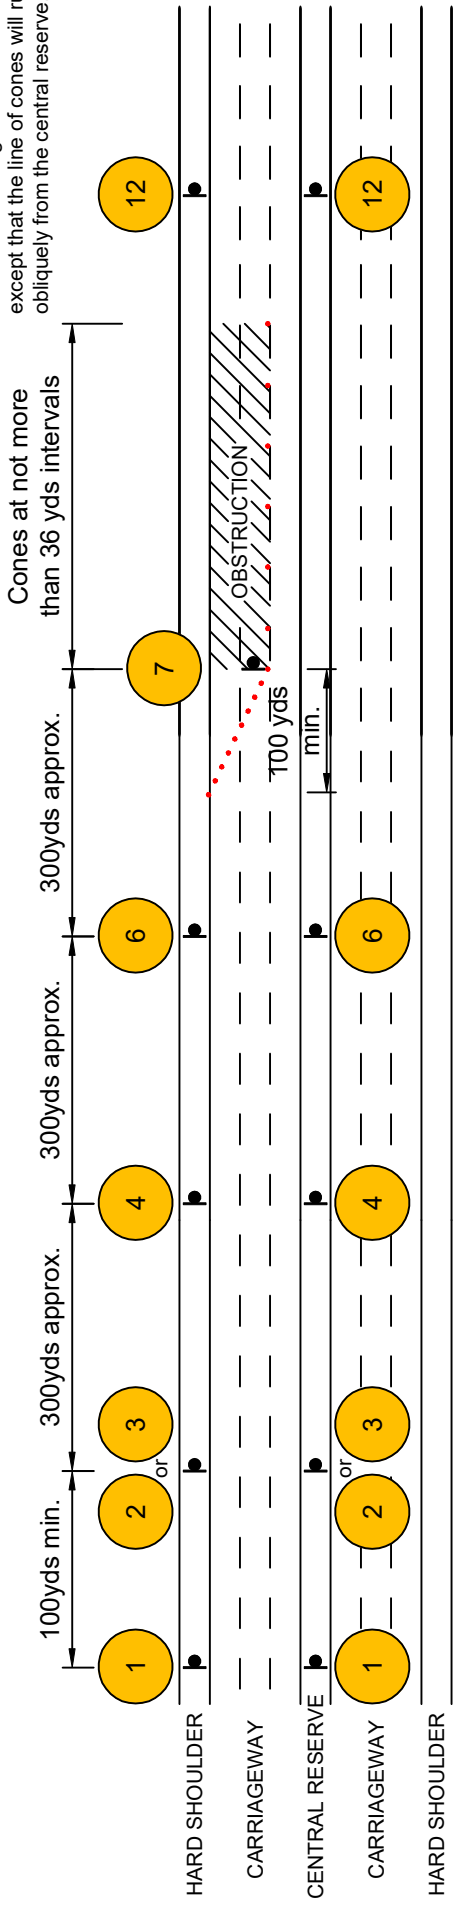 except that the line of cones will
obliquely from the central reserve
Cones at not more
than 36 yds intervals
100yds min.
300yds approx.
300yds approx.
300yds approx.
1
2
or
3
4
6
7
12
OBSTRUCTION
100 yds
min.
1
2
or
3
4
6
12
HARD SHOULDER
CARRIAGEWAY
CENTRAL RESERVE
CARRIAGEWAY
HARD SHOULDER